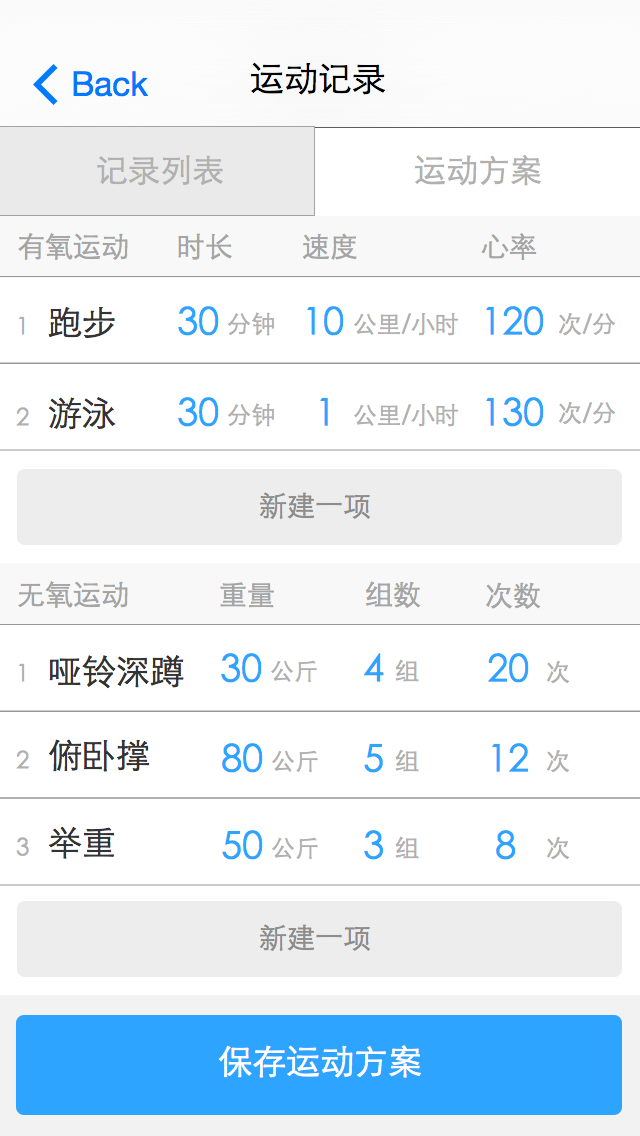 Back 运动记录
记录列表 运动方案
有氧运动 时长 速度 心率
1 跑步 30 分钟 10 公里/小时 120 次/分
2 游泳 30 分钟 1 公里/小时 130 次/分
新建一项
无氧运动 重量 组数 次数
1 哑铃深蹲 30 公斤 4 组 20 次
2 俯卧撑 80 公斤 5 组 12 次
3 举重 50 公斤 3 组 8 次
新建一项
保存运动方案